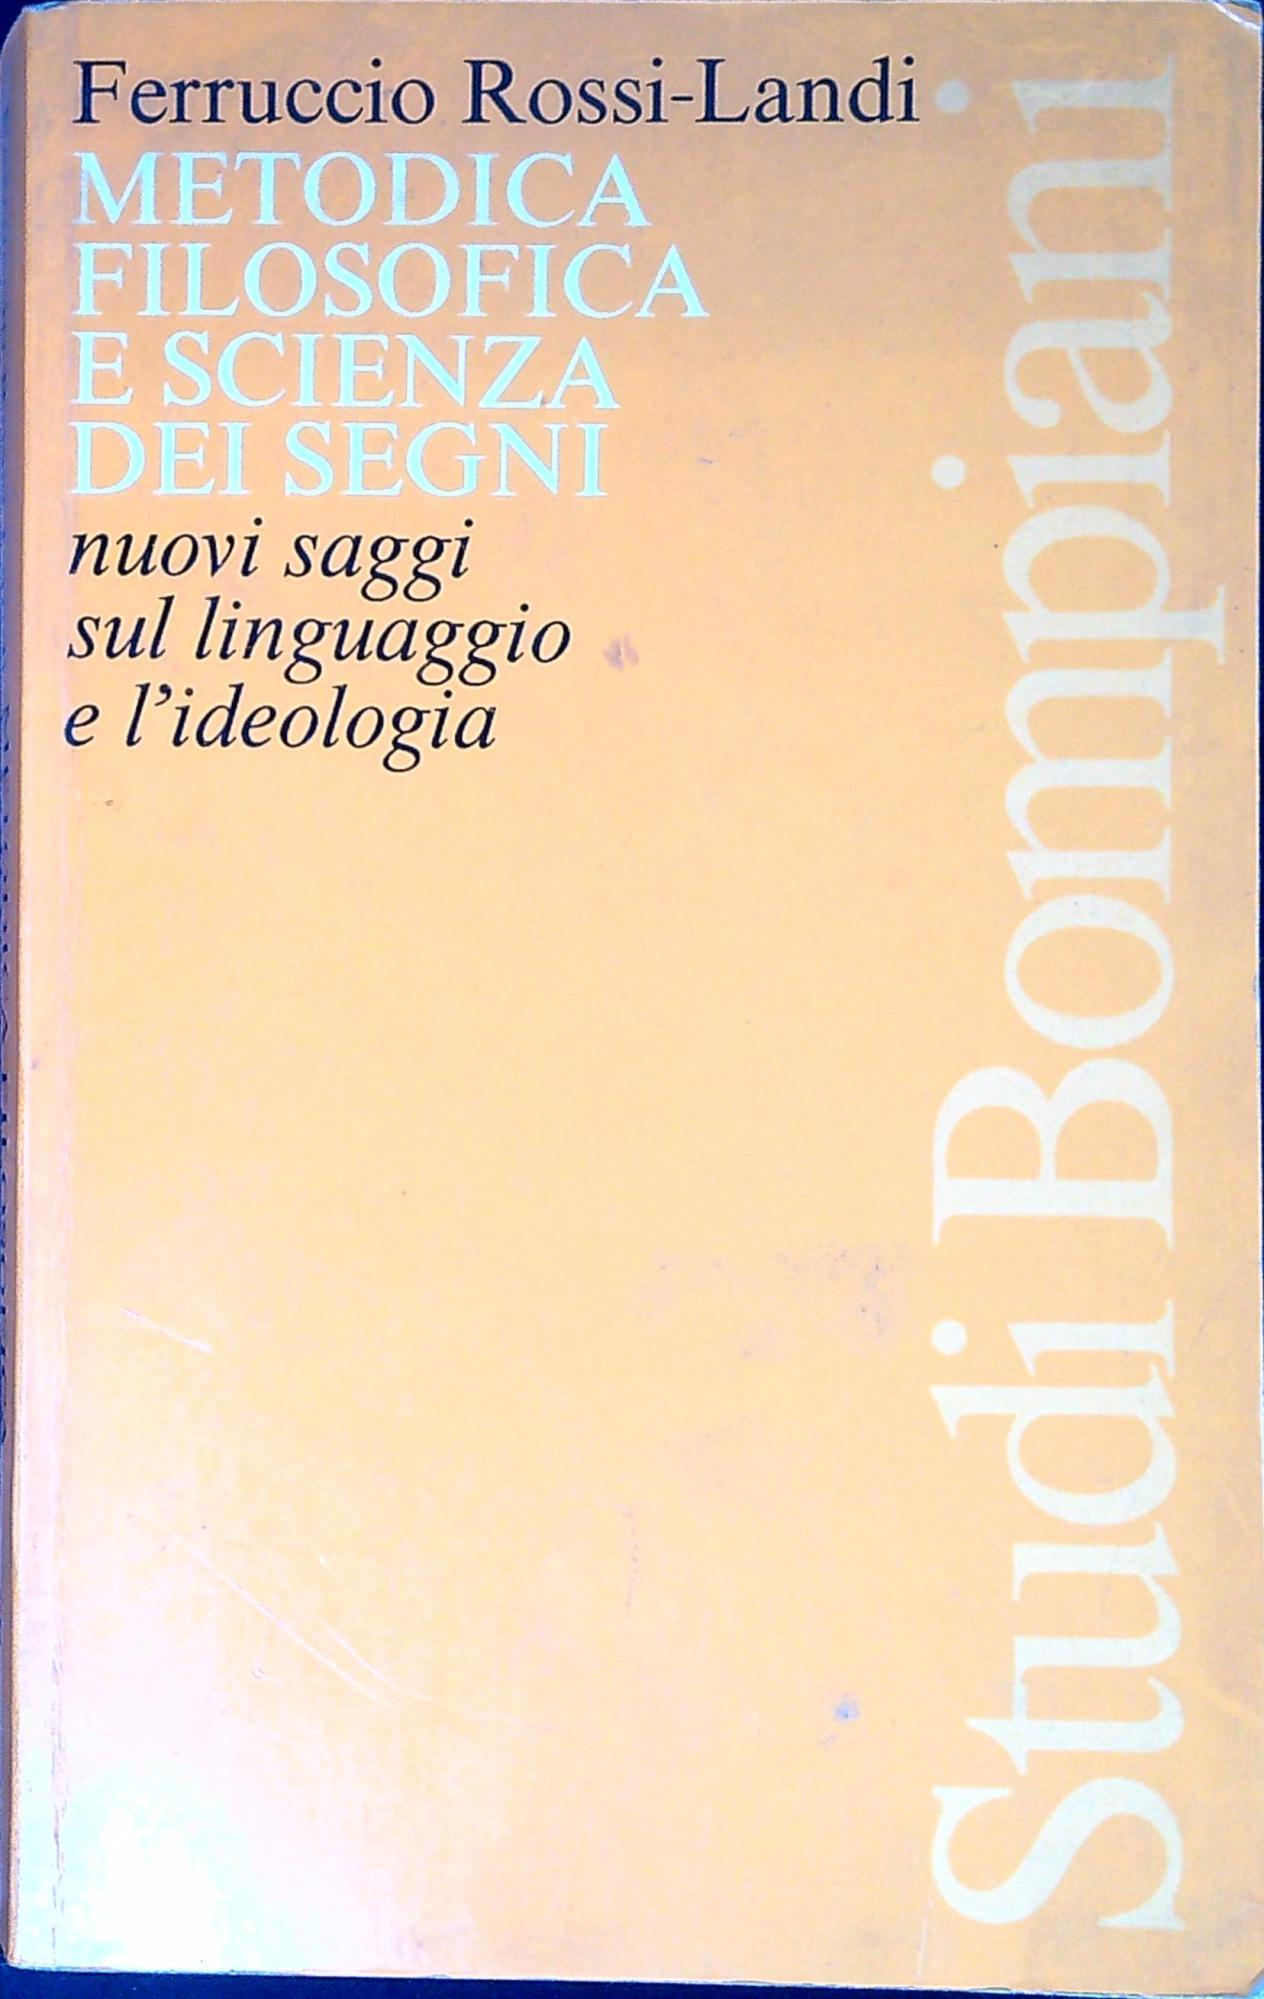 Ferruccio Rossi-Landi
METODICA
FILOSOFICA
E SCIENZA
DEI SEGNI
nuovi saggi
sul linguaggio
e l'ideologia
Studi Bompiani